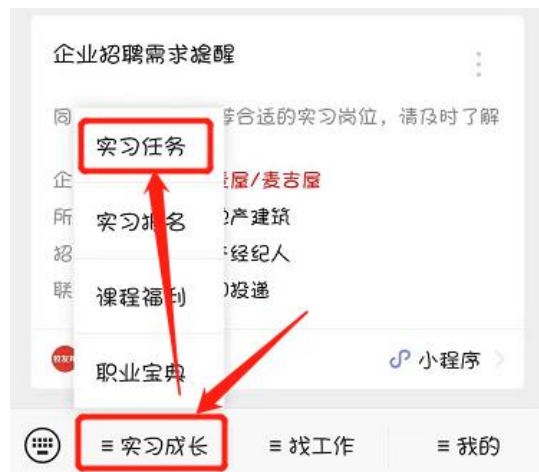 企业招聘需求提醒
同
荐合适的实习岗位，请及时了解
实习任务
企
屋/麦吉屋
所
实习报名
产建筑
招
经纪人
联
课程福利
投递
职业宝典
小程序
≡ 实习成长
≡ 找工作
≡ 我的